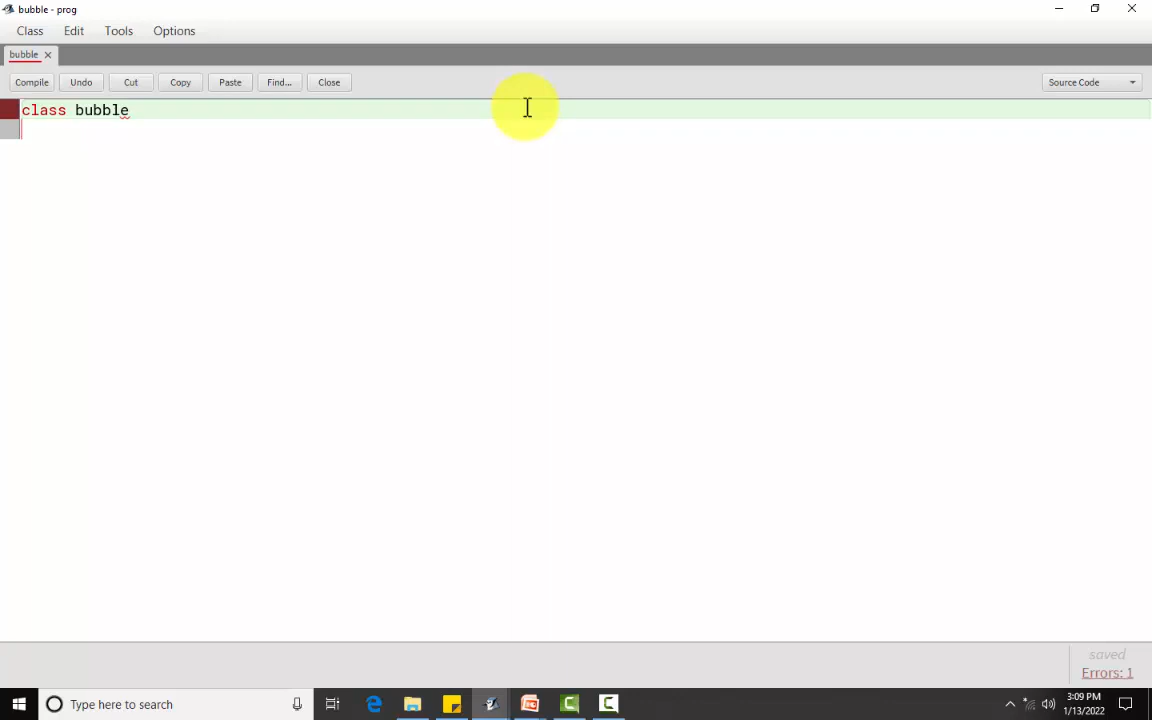 bubble - prog
Class Edit Tools Options
bubble
Compile Undo Cut Copy Paste Find... Close Source Code
class bubble
saved
Errors: 1
Type here to search
3:09 PM
1/13/2022